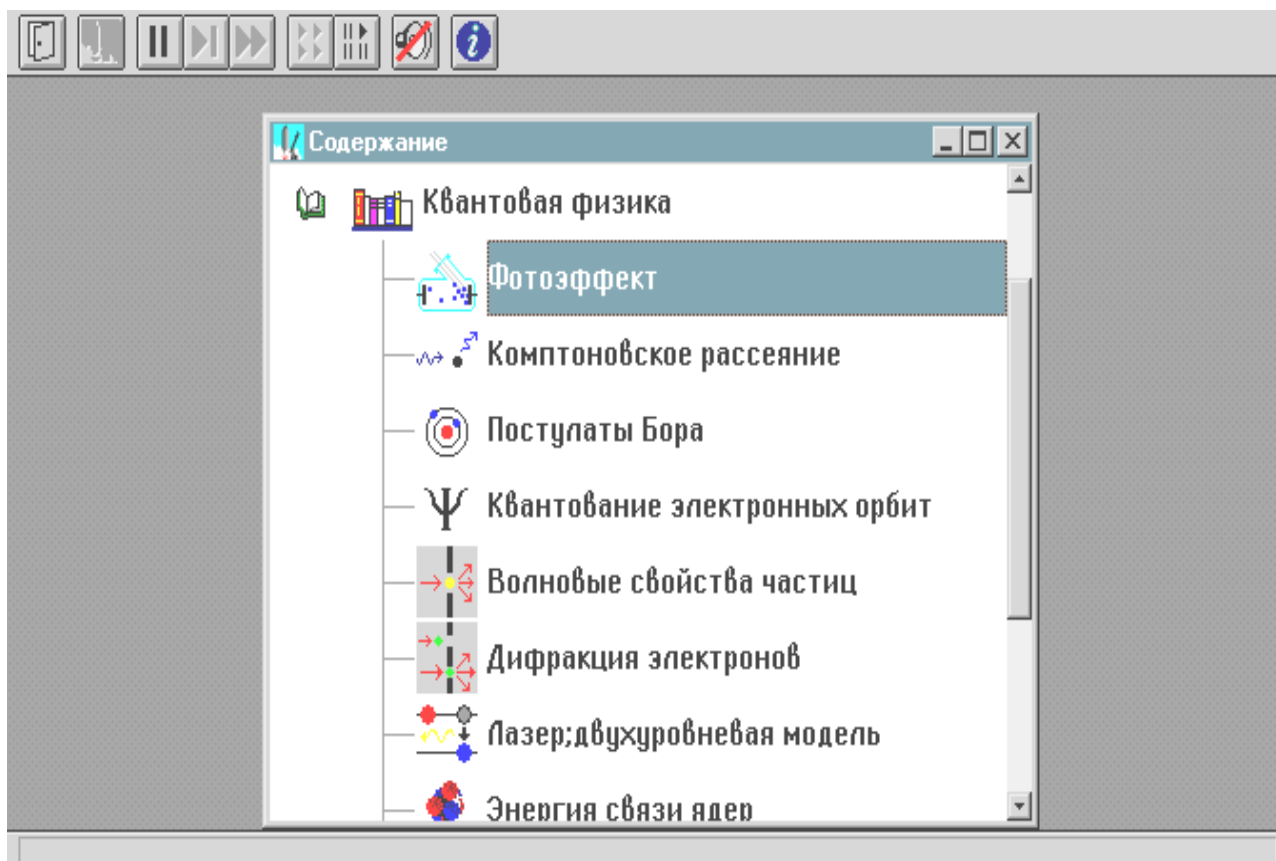 Содержание
Квантовая физика
Фотоэффект
Комптоновское рассеяние
Постулаты Бора
Ψ Квантование электронных орбит
Волновые свойства частиц
Дифракция электронов
Лазер;двухуровневая модель
Энергия связи ядер